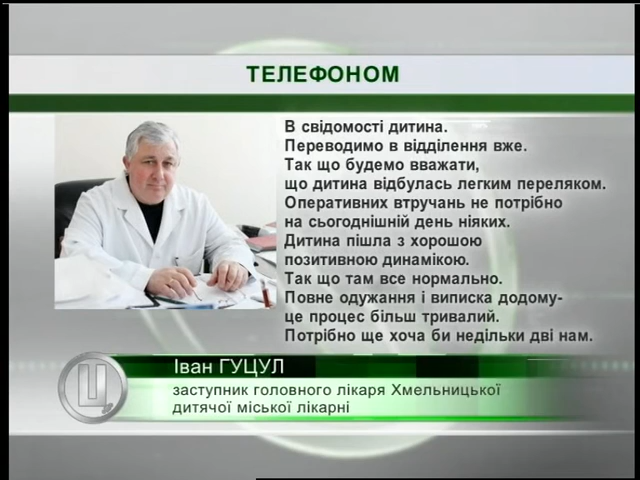 ТЕЛЕФОНОМ
В свідомості дитина.
Переводимо в відділення вже.
Так що будемо вважати,
що дитина відбулась легким переляком.
Оперативних втручань не потрібно
на сьогоднішній день ніяких.
Дитина пішла з хорошою
позитивною динамікою.
Так що там все нормально.
Повне одужання і виписка додому-
це процес більш тривалий.
Потрібно ще хоча би недільки дві нам.
Іван ГУЦУЛ
заступник головного лікаря Хмельницької
дитячої міської лікарні
Ц